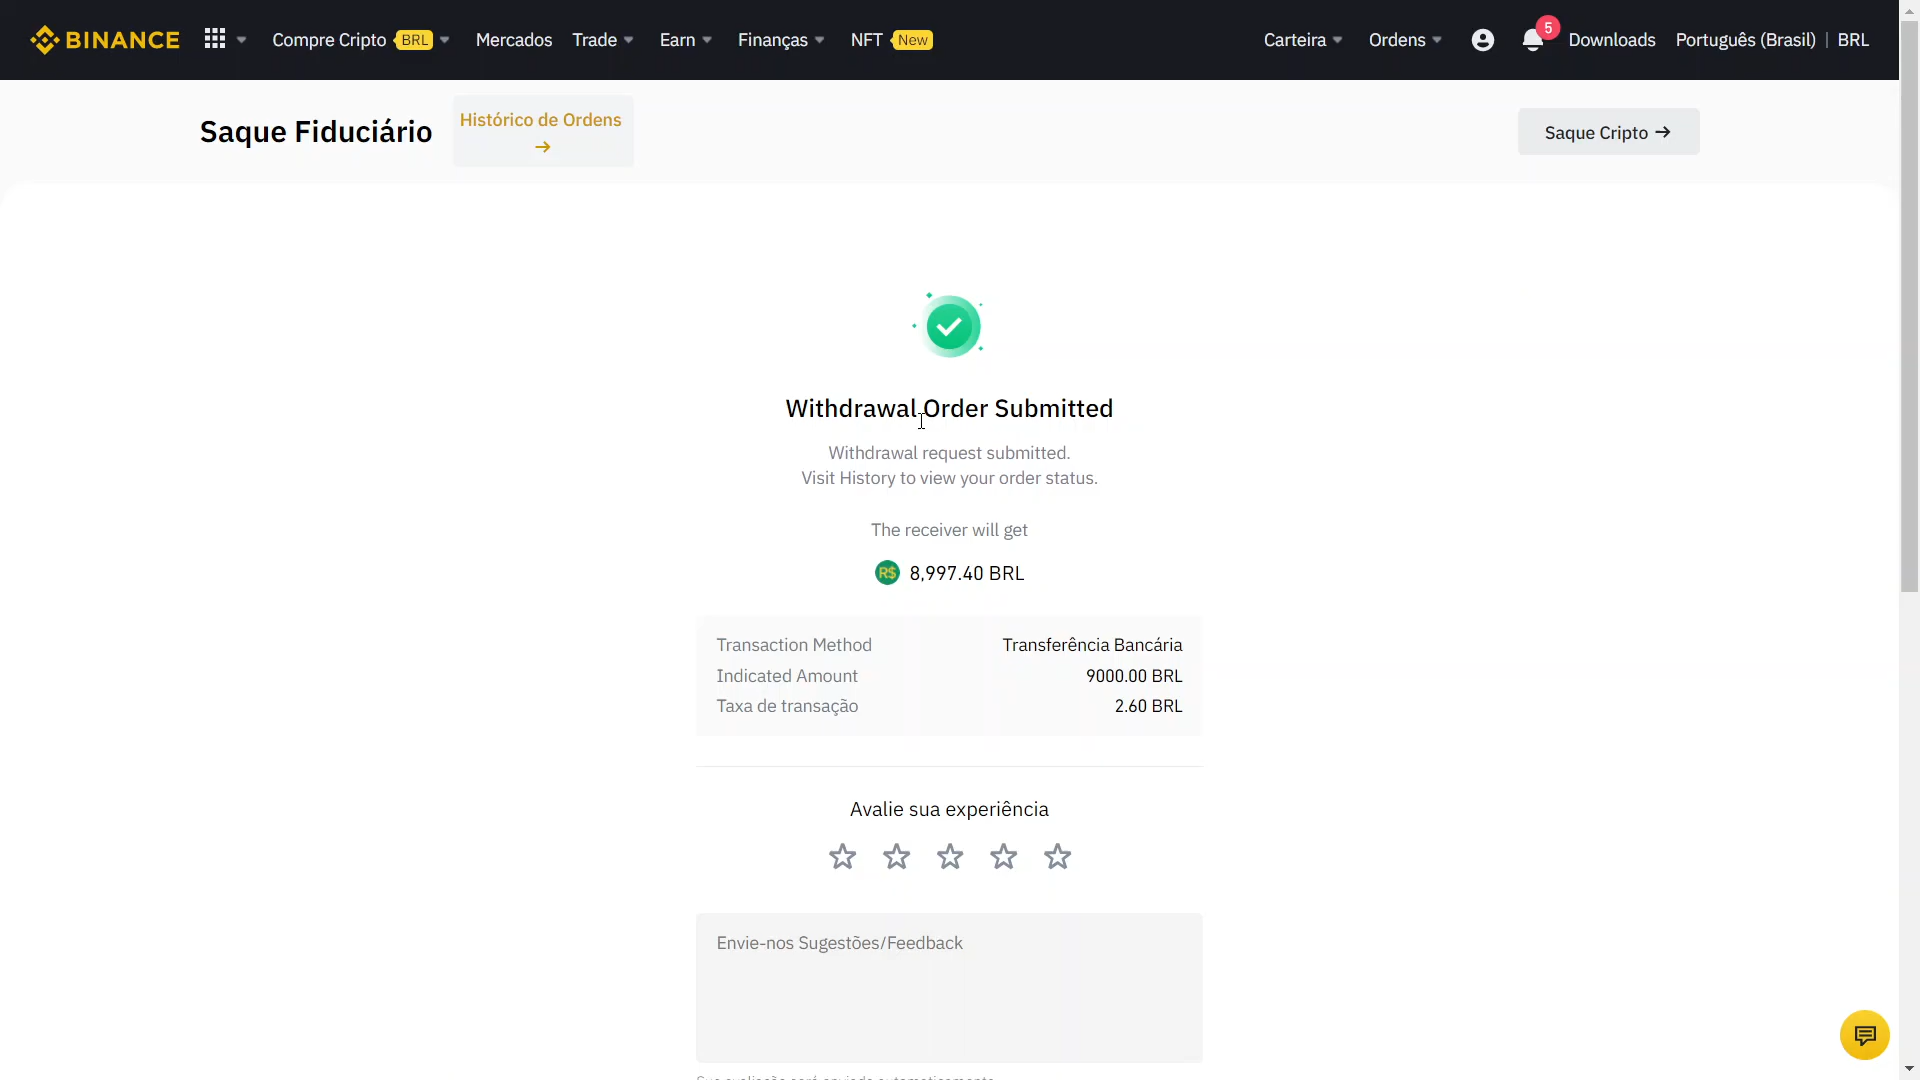 BINANCE Compre Cripto BRL Mercados Trade Earn Finanças NFT New Carteira Ordens 5 Downloads Português (Brasil) | BRL
Saque Fiduciário
Histórico de Ordens
→
Saque Cripto →
Withdrawal Order Submitted
Withdrawal request submitted.
Visit History to view your order status.
The receiver will get
R$ 8,997.40 BRL
Transaction Method Transferência Bancária
Indicated Amount 9000.00 BRL
Taxa de transação 2.60 BRL
Avalie sua experiência
Envie-nos Sugestões/Feedback